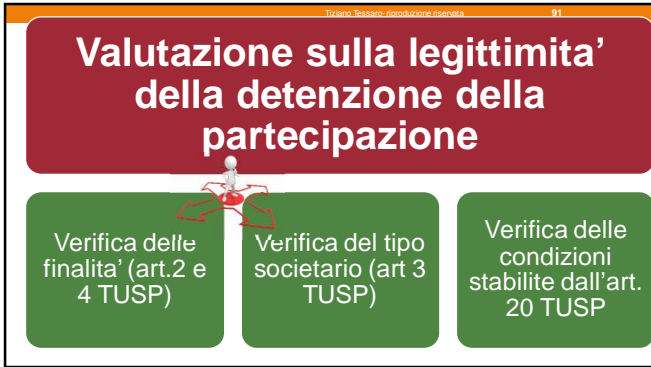 Tiziano Tessaro- riproduzione riservata 91
Valutazione sulla legittimita’
della detenzione della
partecipazione
Verifica delle
finalita’ (art.2 e
4 TUSP)
Verifica del tipo
societario (art 3
TUSP)
Verifica delle
condizioni
stabilite dall’art.
20 TUSP